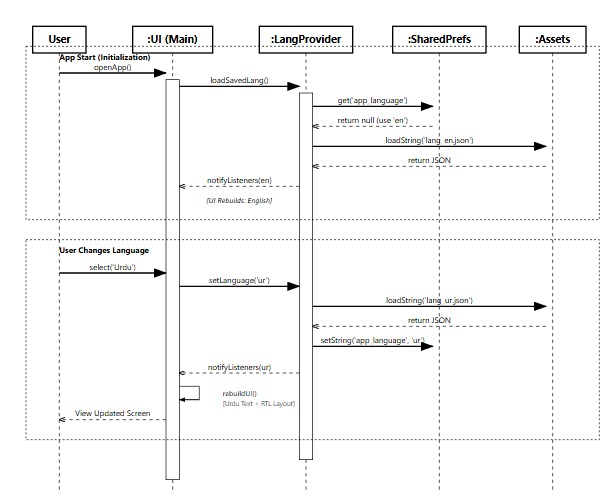 User
:UI (Main)
:LangProvider
:SharedPrefs
:Assets
App Start (Initialization)
openApp()
loadSavedLang()
get('app_language')
return null (use 'en')
loadString('lang_en.json')
return JSON
notifyListeners(en)
[UI Rebuilds: English]
User Changes Language
select('Urdu')
setLanguage('ur')
loadString('lang_ur.json')
return JSON
setString('app_language', 'ur')
notifyListeners(ur)
rebuildUI()
[Urdu Text + RTL Layout]
View Updated Screen